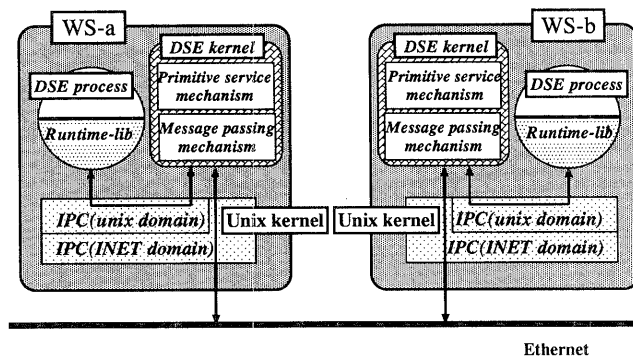 WS-a
DSE kernel
Primitive service
mechanism
Message passing
mechanism
DSE process
Runtime-lib
IPC(unix domain)
IPC(INET domain)
Unix kernel
WS-b
DSE kernel
Primitive service
mechanism
Message passing
mechanism
DSE process
Runtime-lib
Unix kernel
IPC(unix domain)
IPC(INET domain)
Ethernet